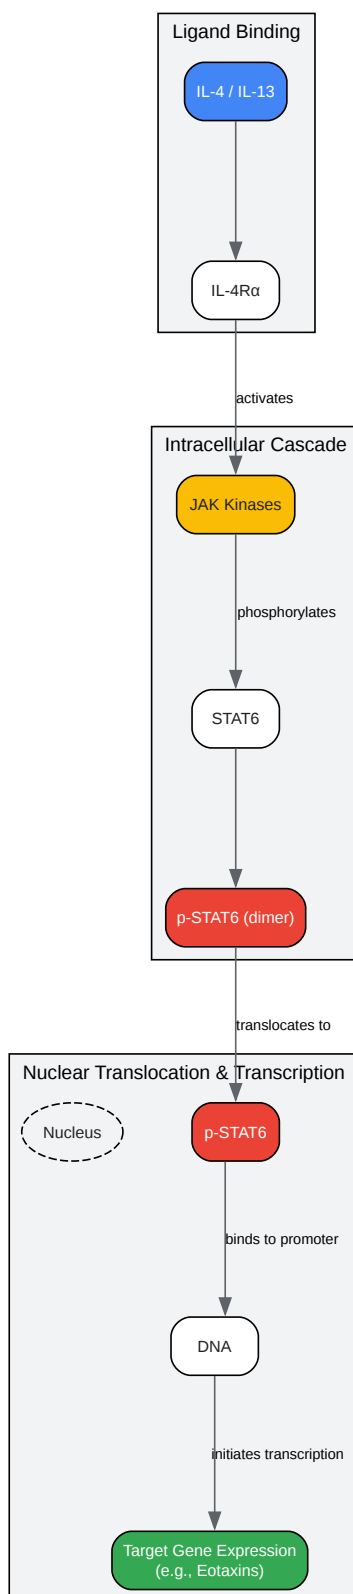 Ligand Binding
IL-4 / IL-13
IL-4Rα
activates
Intracellular Cascade
JAK Kinases
phosphorylates
STAT6
p-STAT6 (dimer)
translocates to
Nuclear Translocation & Transcription
Nucleus
p-STAT6
binds to promoter
DNA
initiates transcription
Target Gene Expression
(e.g., Eotaxins)